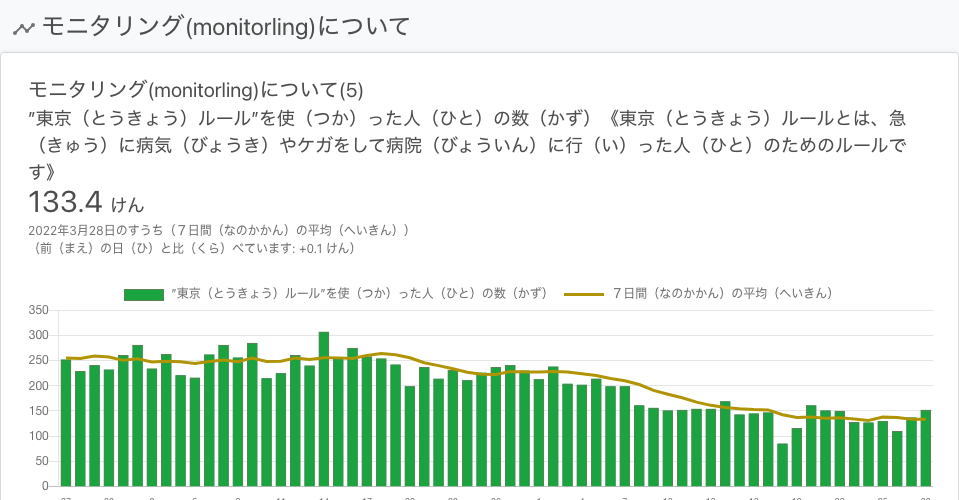 モニタリング(monitorling)について
モニタリング(monitorling)について(5)
”東京（とうきょう）ルール”を使（つか）った人（ひと）の数（かず）《東京（とうきょう）ルールとは、急
（きゅう）に病気（びょうき）やケガをして病院（びょういん）に行（い）った人（ひと）のためのルールで
す》
133.4 けん
2022年3月28日のすうち（７日間（なのかかん）の平均（へいきん））
（前（まえ）の日（ひ）と比（くら）べています: +0.1 けん）
”東京（とうきょう）ルール”を使（つか）った人（ひと）の数（かず） ７日間（なのかかん）の平均（へいきん）
350
300
250
200
150
100
50
0